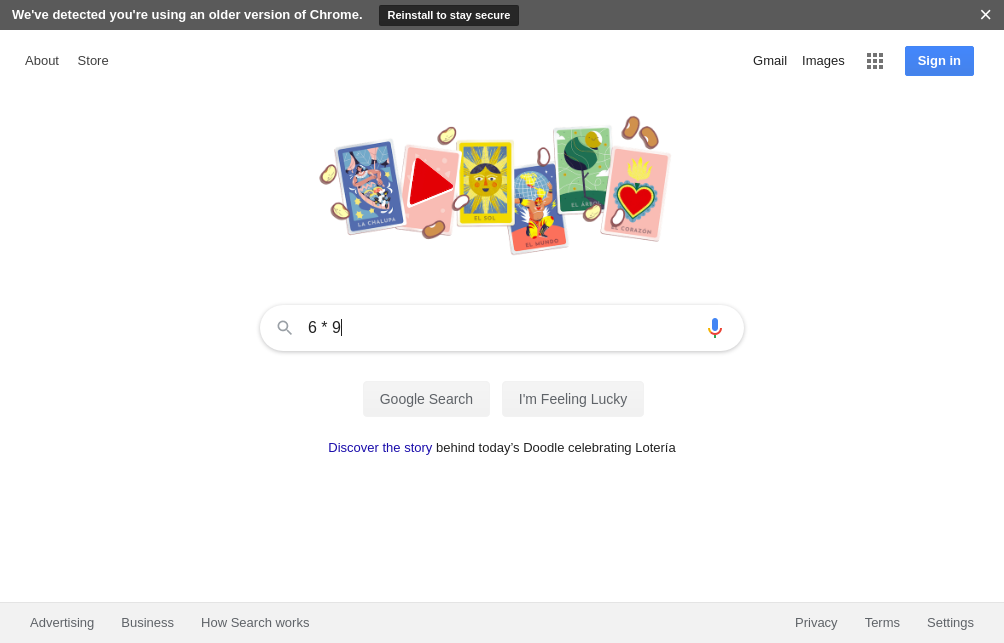 We've detected you're using an older version of Chrome. Reinstall to stay secure
About Store
Gmail Images Sign in
LA CHALUPA
EL SOL
EL MUNDO
EL ÁRBOL
EL CORAZÓN
6 * 9
Google Search I'm Feeling Lucky
Discover the story behind today's Doodle celebrating Lotería
Advertising Business How Search works
Privacy Terms Settings